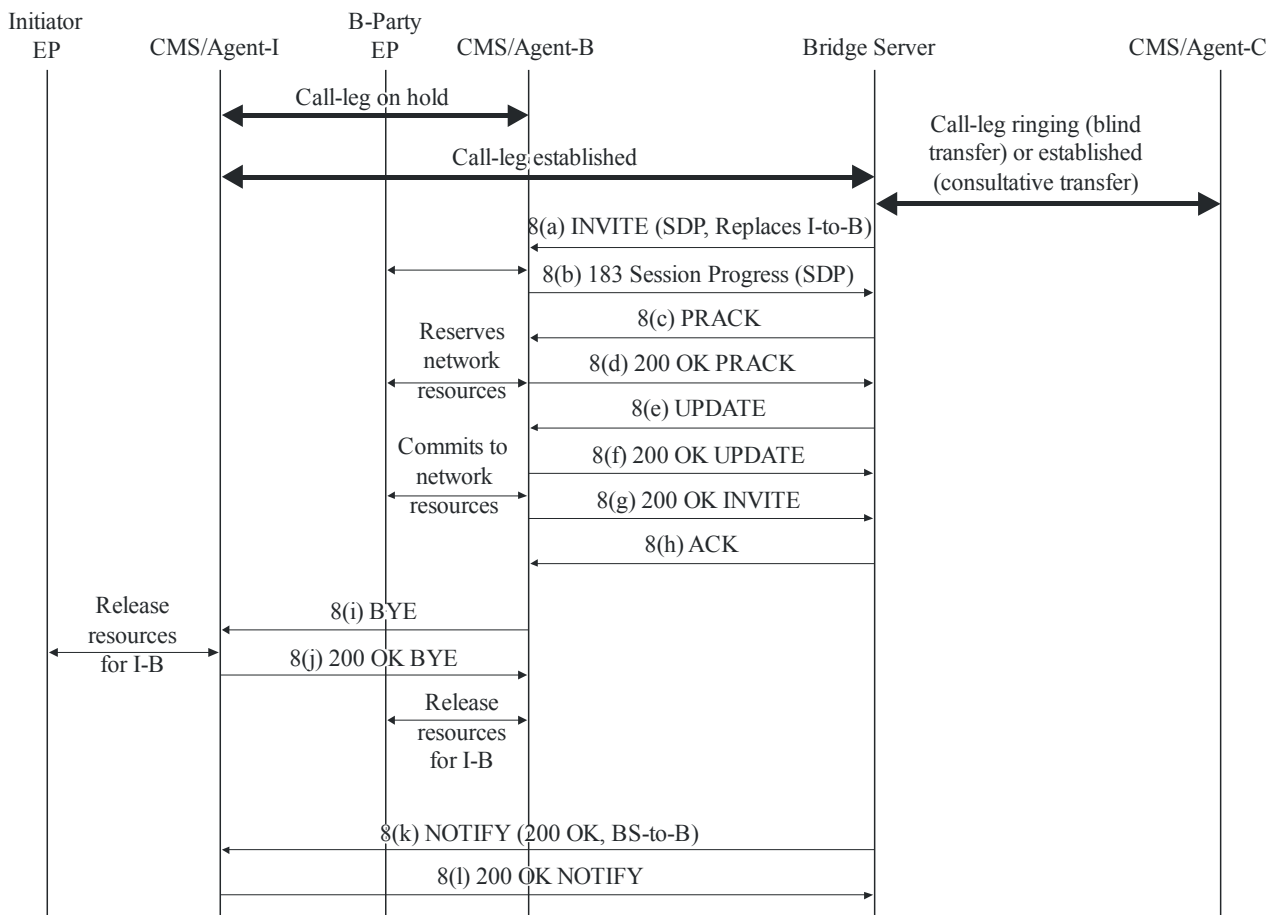 Initiator
EP
CMS/Agent-I
B-Party
EP
CMS/Agent-B
Bridge Server
CMS/Agent-C
Call-leg on hold
Call-leg ringing (blind
transfer) or established
(consultative transfer)
Call-leg established
8(a) INVITE (SDP, Replaces I-to-B)
8(b) 183 Session Progress (SDP)
8(c) PRACK
Reserves
network
resources
8(d) 200 OK PRACK
8(e) UPDATE
Commits to
network
resources
8(f) 200 OK UPDATE
8(g) 200 OK INVITE
8(h) ACK
Release
resources
for I-B
8(i) BYE
8(j) 200 OK BYE
Release
resources
for I-B
8(k) NOTIFY (200 OK, BS-to-B)
8(l) 200 OK NOTIFY